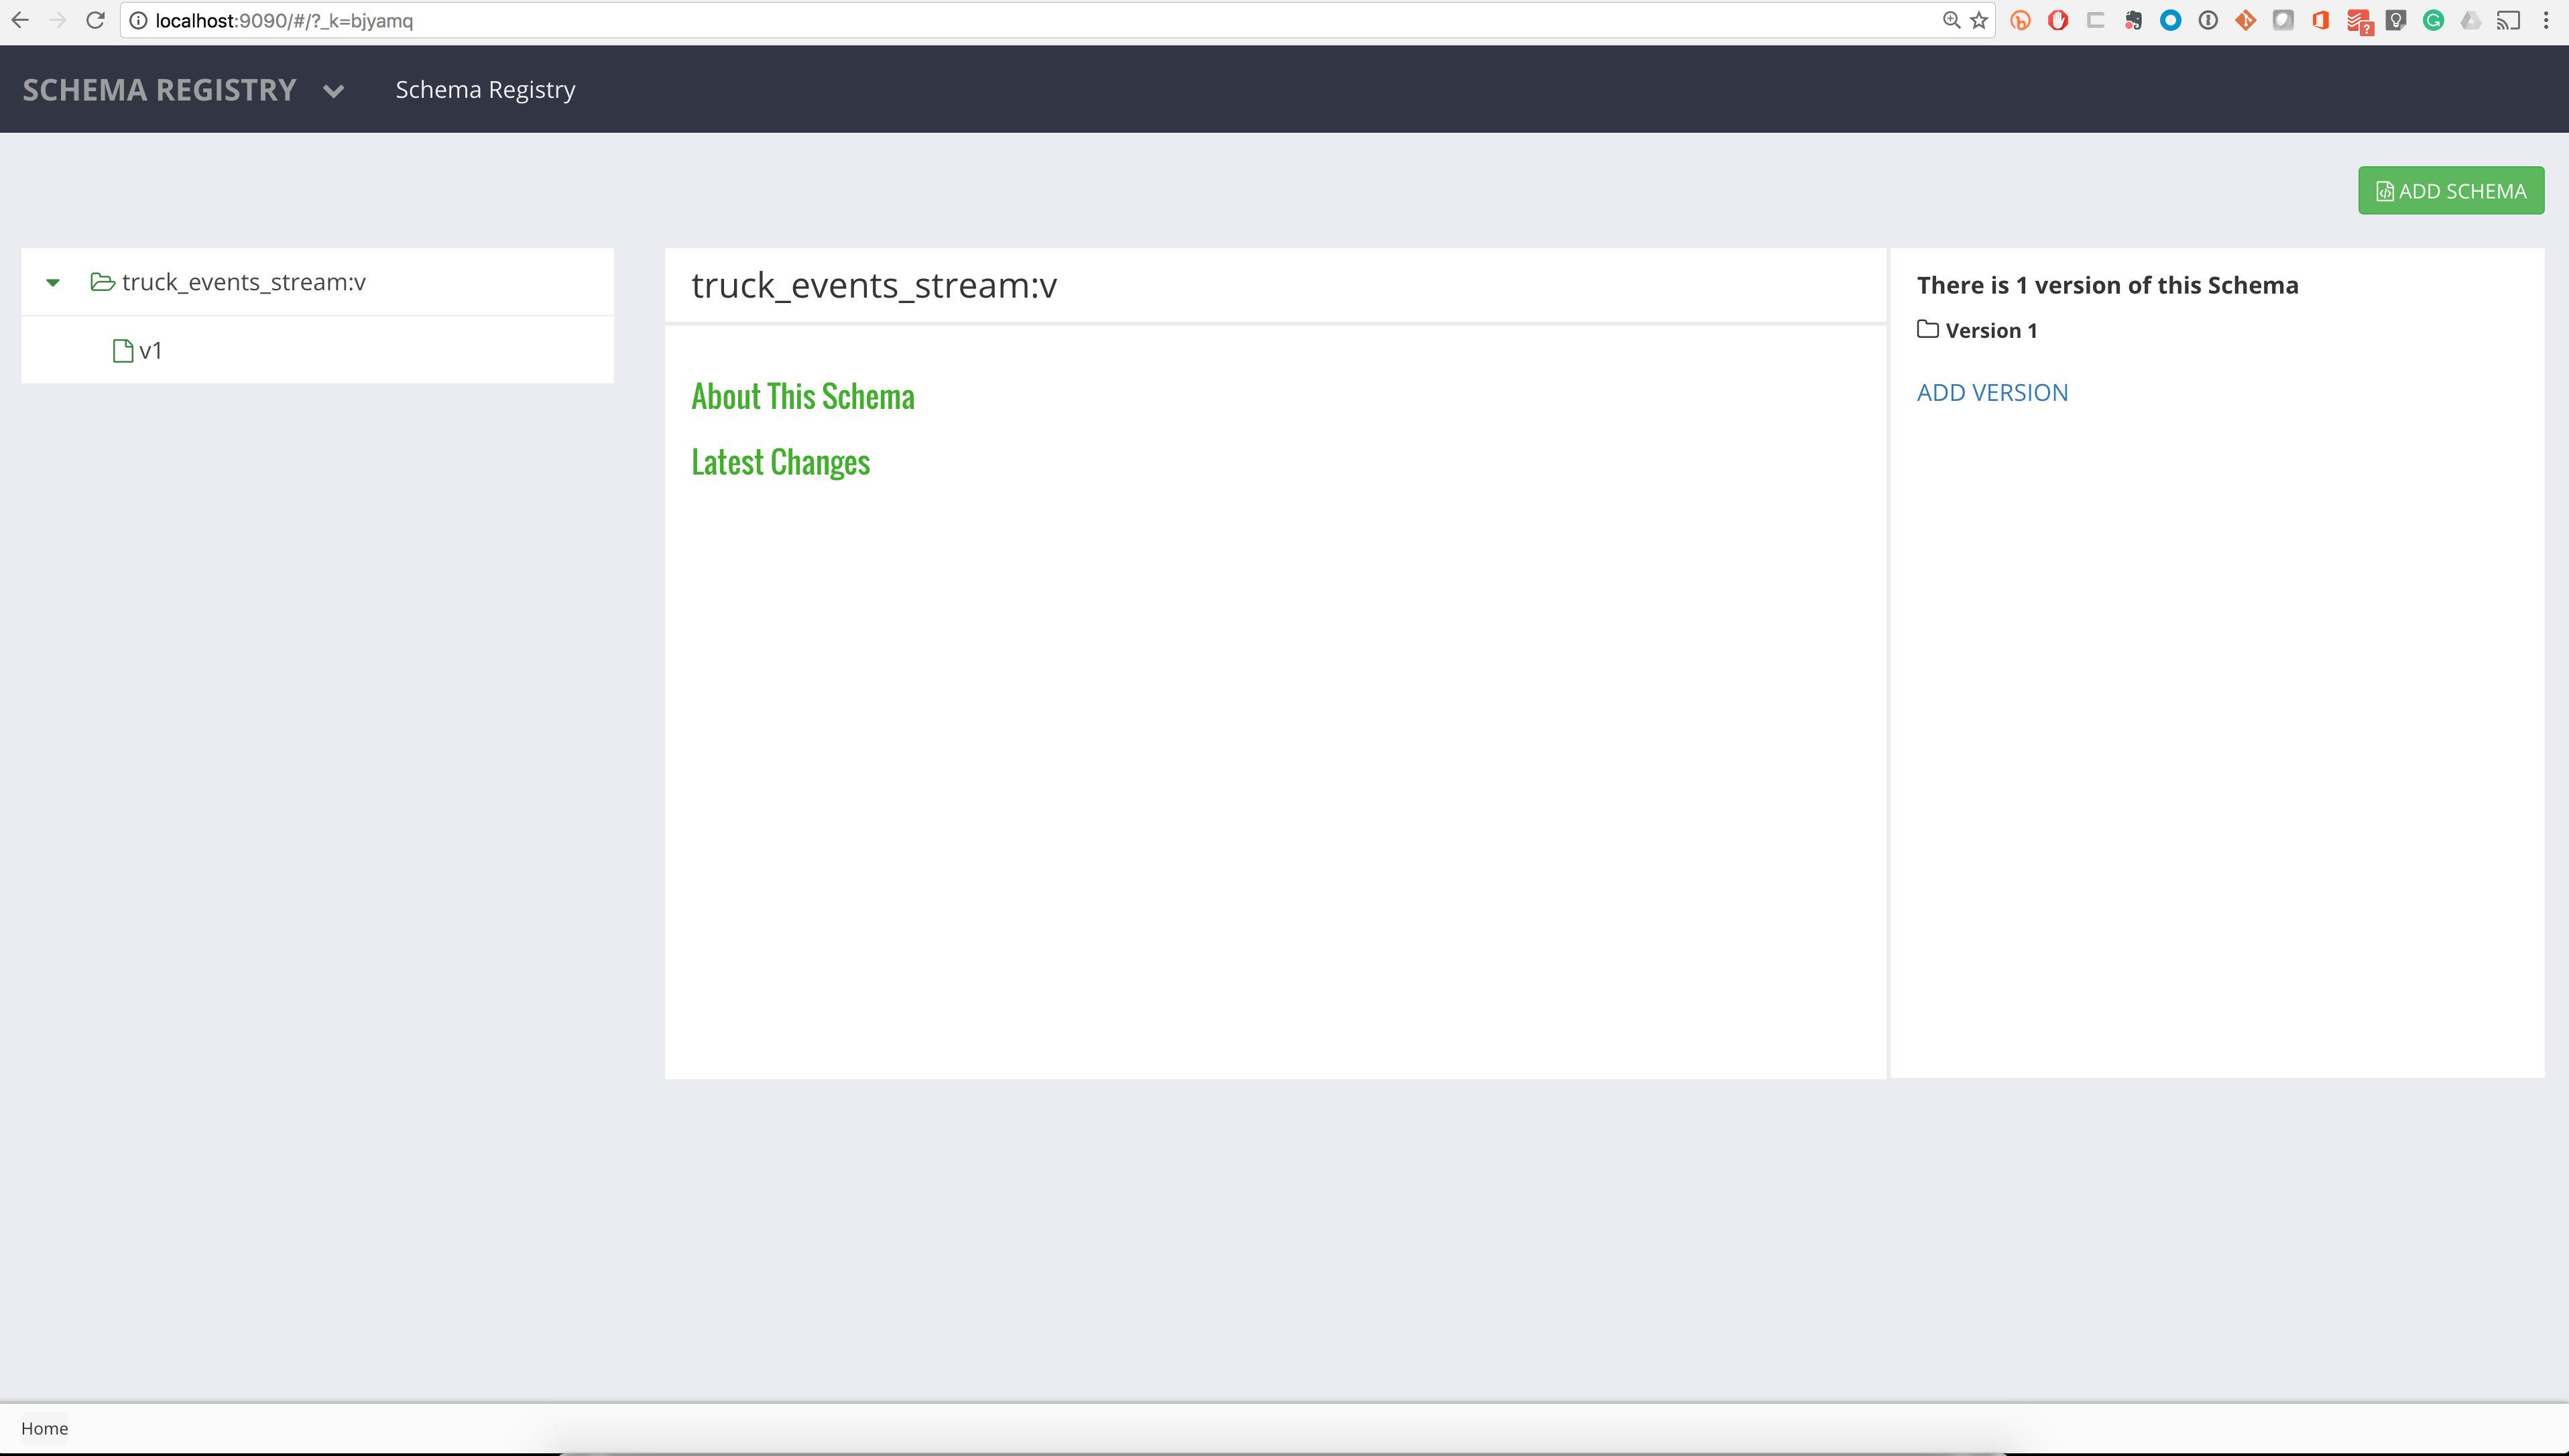 localhost:9090/#/?_k=bjyamq
SCHEMA REGISTRY
Schema Registry
ADD SCHEMA
truck_events_stream:v
v1
truck_events_stream:v
About This Schema
Latest Changes
There is 1 version of this Schema
Version 1
ADD VERSION
Home